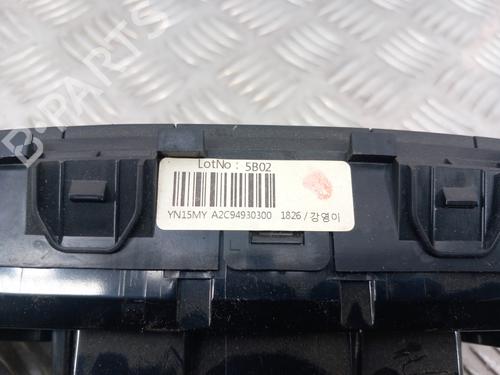 LotNo : 5B02
YN15MY A2C94930300 1826 / 강영이
B-PARTS